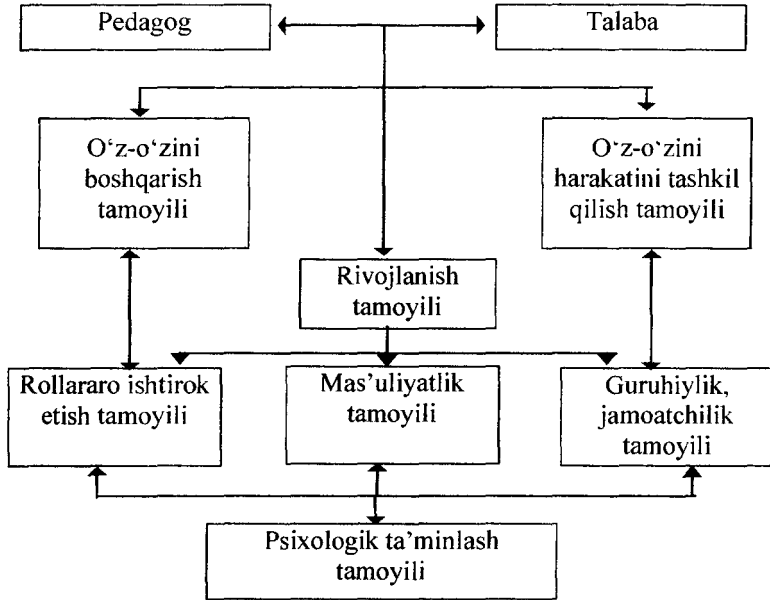 Pedagog
Talaba
O‘z-o‘zini
boshqarish
tamoyili
O‘z-o‘zini
harakatini tashkil
qilish tamoyili
Rivojlanish
tamoyili
Rollararo ishtirok
etish tamoyili
Mas’uliyatlik
tamoyili
Guruhiylik,
jamoatchilik
tamoyili
Psixologik ta’minlash
tamoyili